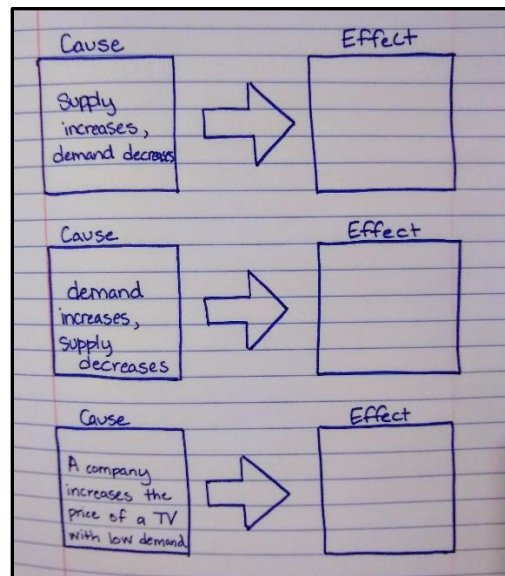 Cause
Effect
Supply
increases,
demand decreases
Cause
Effect
demand
increases,
supply
decreases
Cause
Effect
A company
increases the
price of a TV
with low demand